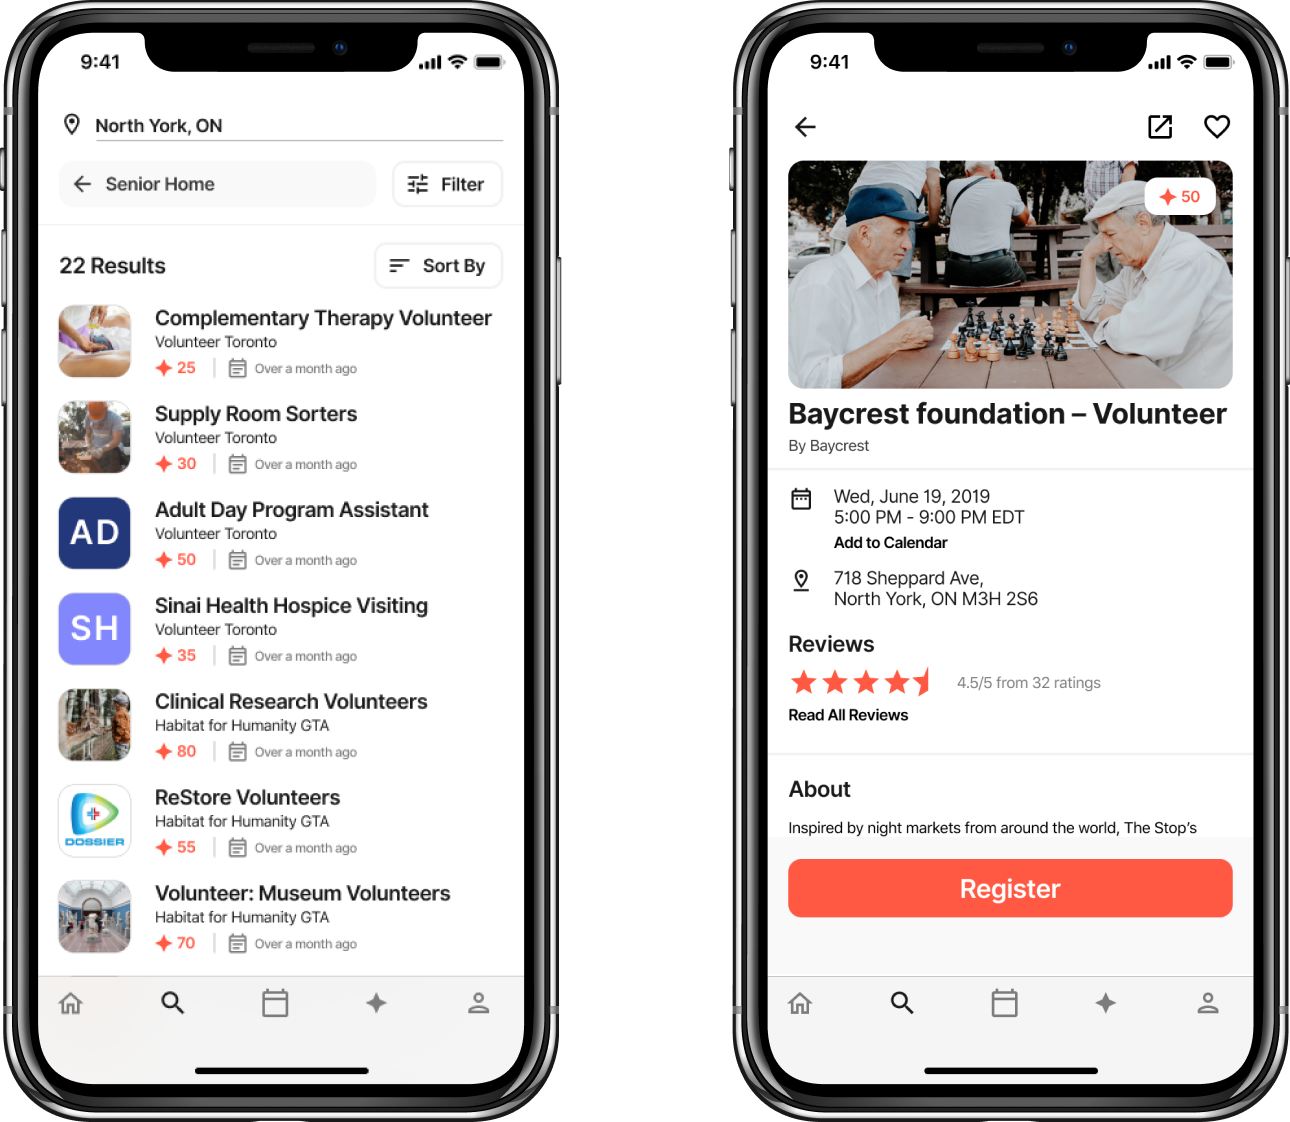 9:41
North York, ON
Senior Home
Filter
22 Results
Sort By
Complementary Therapy Volunteer
Volunteer Toronto
25
Over a month ago
Supply Room Sorters
Volunteer Toronto
30
Over a month ago
AD
Adult Day Program Assistant
Volunteer Toronto
50
Over a month ago
SH
Sinai Health Hospice Visiting
Volunteer Toronto
35
Over a month ago
Clinical Research Volunteers
Habitat for Humanity GTA
80
Over a month ago
DOSSIER
ReStore Volunteers
Habitat for Humanity GTA
55
Over a month ago
Volunteer: Museum Volunteers
Habitat for Humanity GTA
70
Over a month ago
9:41
50
Baycrest foundation – Volunteer
By Baycrest
Wed, June 19, 2019
5:00 PM - 9:00 PM EDT
Add to Calendar
718 Sheppard Ave,
North York, ON M3H 2S6
Reviews
4.5/5 from 32 ratings
Read All Reviews
About
Inspired by night markets from around the world, The Stop’s
Register